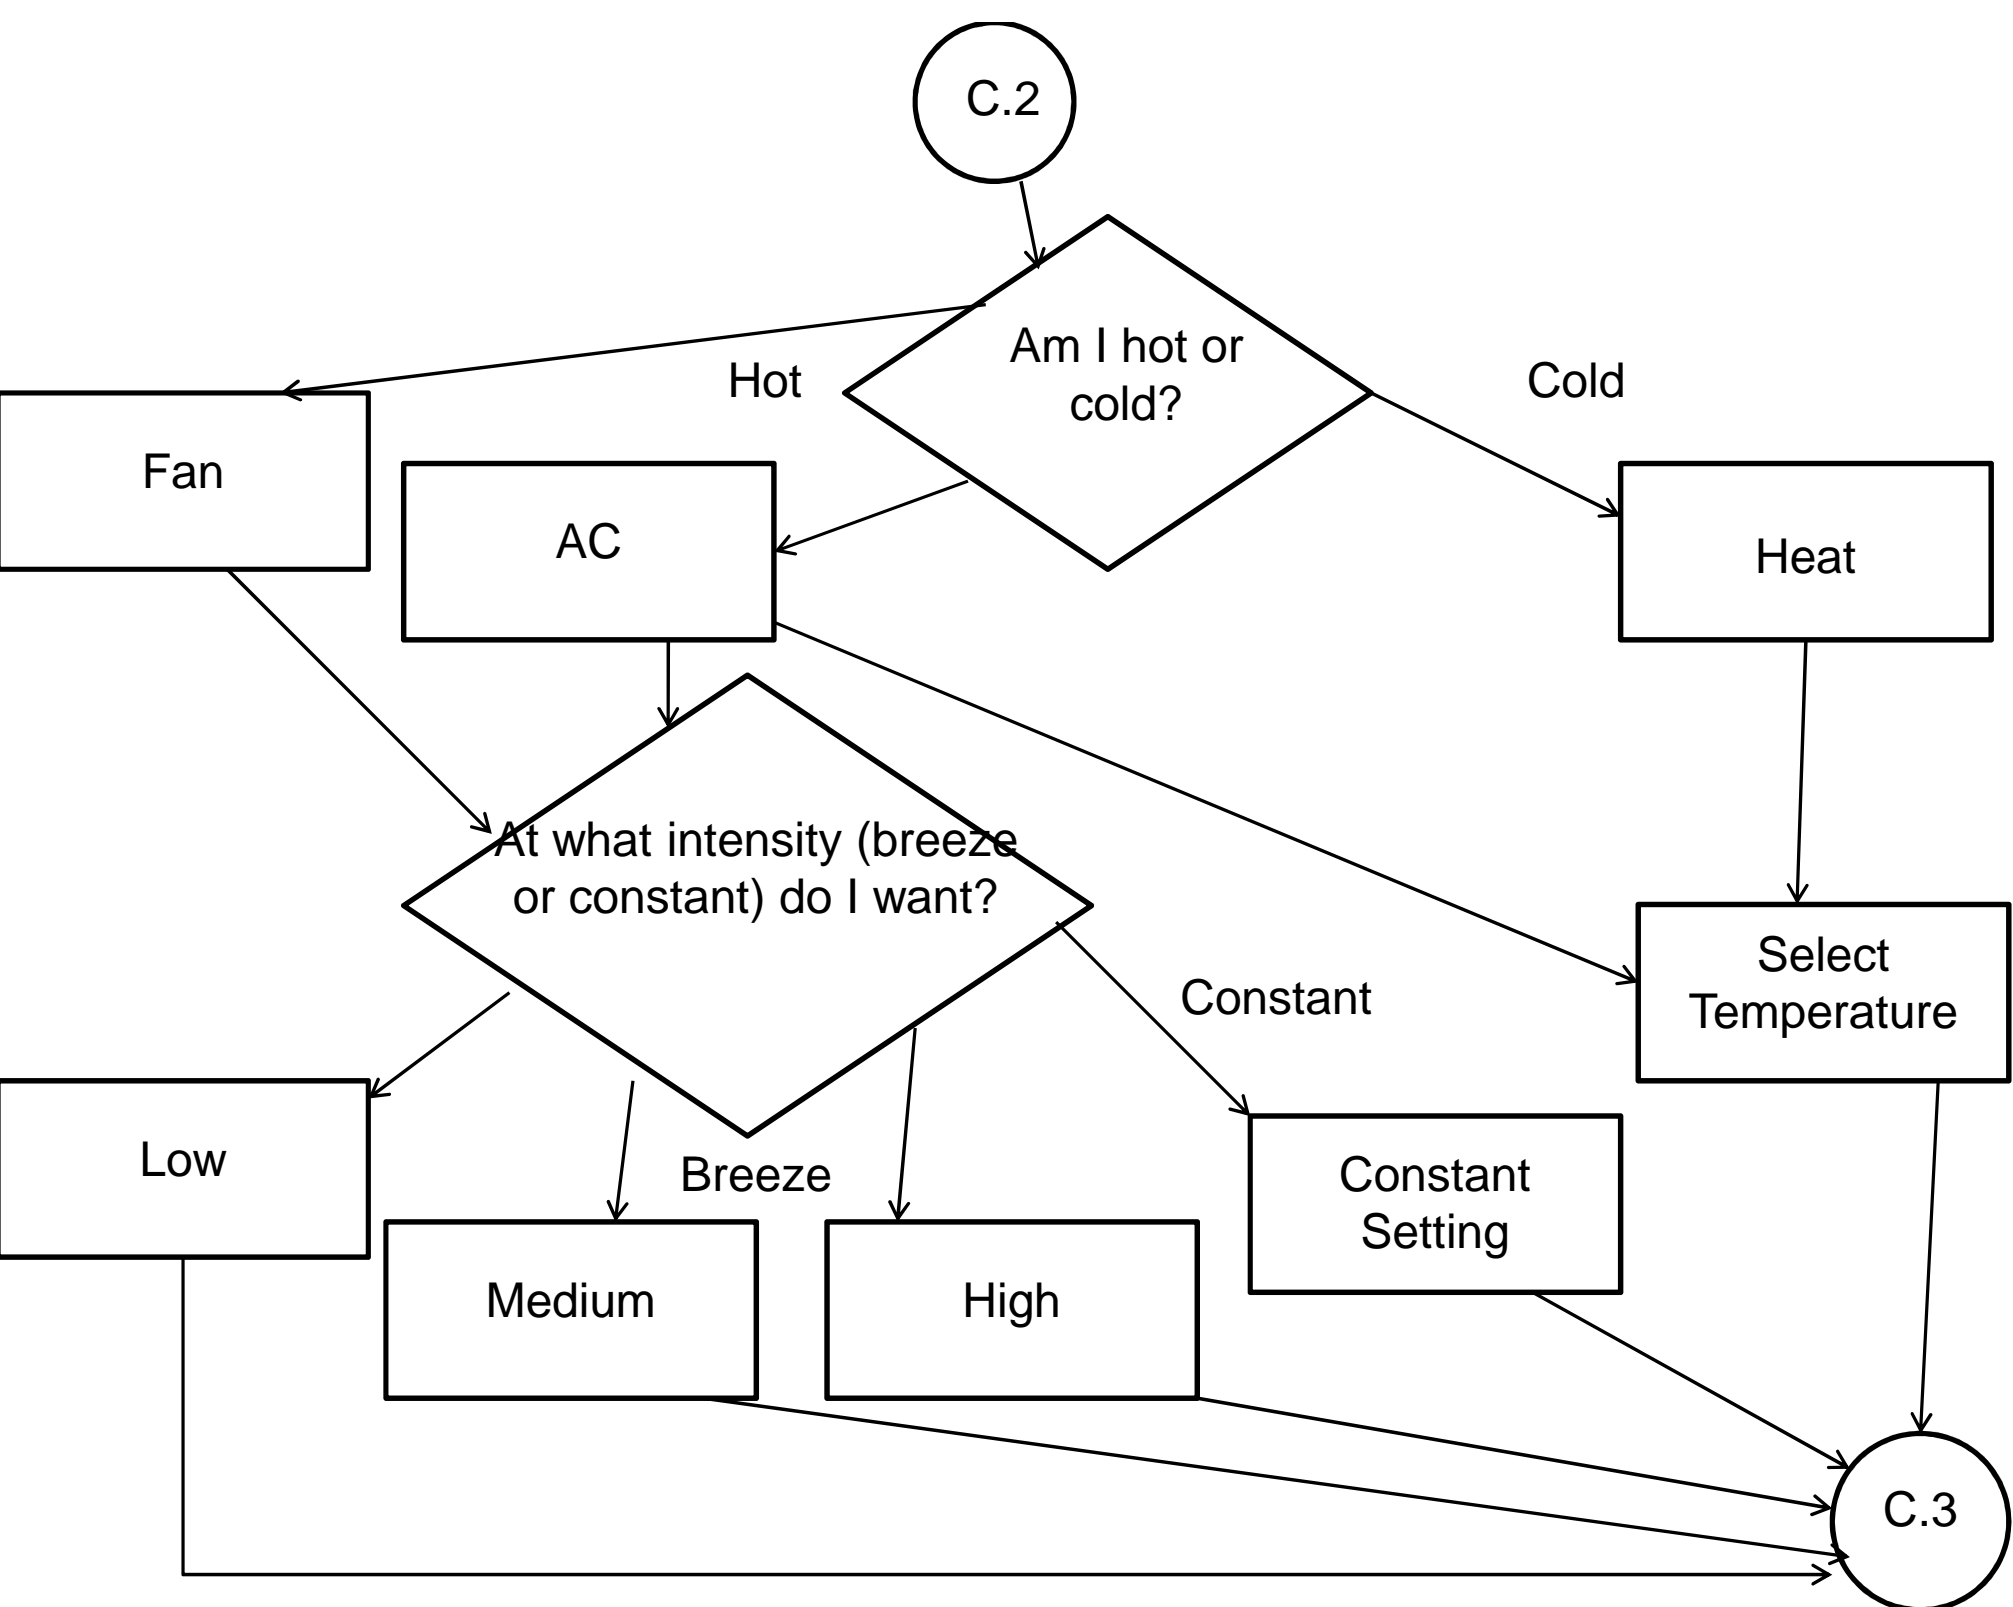 C.2
Am I hot or
cold?
Hot
Cold
Fan
AC
Heat
At what intensity (breeze
or constant) do I want?
Select
Temperature
Constant
Low
Breeze
Constant
Setting
Medium
High
C.3